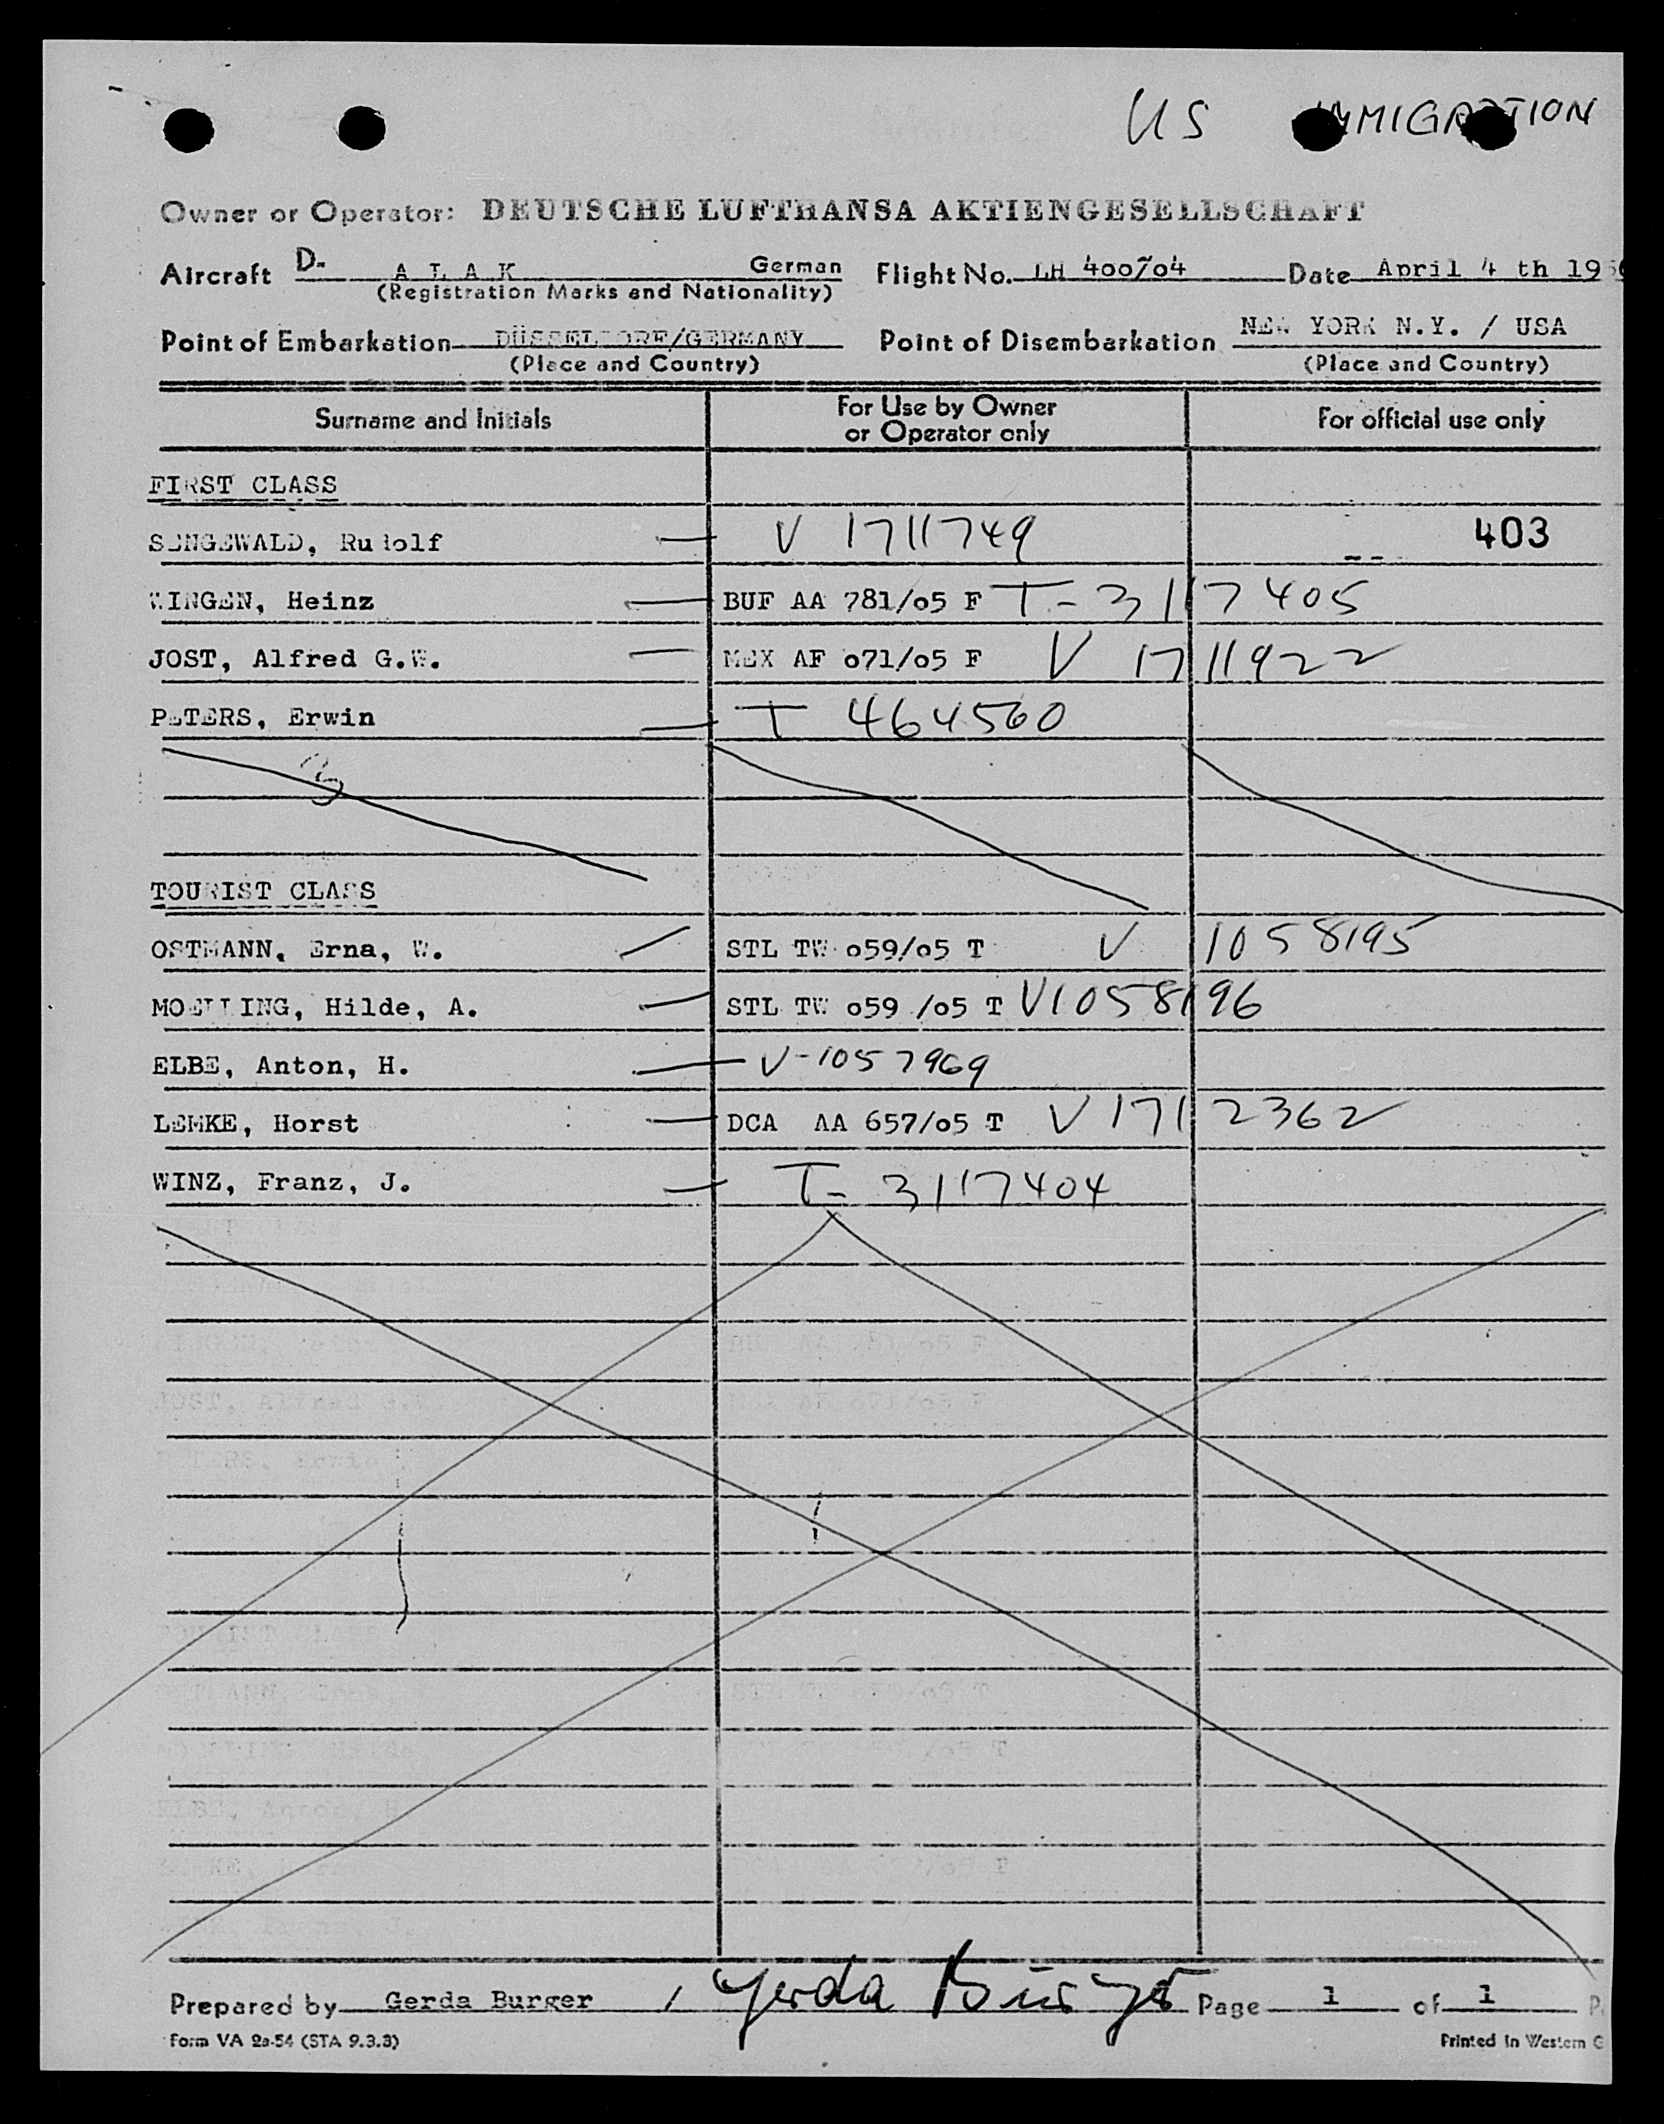 US IMMIGRATION
Owner or Operator: DEUTSCHE LUFTHANSA AKTIENGESELLSCHAFT
Aircraft D- A L A K German Flight No. LH 400/04 Date April 4 th 195
(Registration Marks and Nationality)
Point of Embarkation DÜSSELDORF/GERMANY Point of Disembarkation NEW YORK N.Y. / USA
(Place and Country) (Place and Country)
Surname and Initials For Use by Owner or Operator only For official use only
FIRST CLASS
SENGEWALD, Rudolf V 1711749 403
WINGEN, Heinz BUF AA 781/05 F T-3117405
JOST, Alfred G.W. MEX AF 071/05 F V 1711922
PETERS, Erwin T 464560
TOURIST CLASS
OSTMANN, Erna, W. STL TW 059/05 T V 1058195
MOELLING, Hilde, A. STL TW 059 /05 T V1058196
ELBE, Anton, H. V-1057969
LEMKE, Horst DCA AA 657/05 T V 1712362
WINZ, Franz, J. T- 3117404
Prepared by Gerda Burger / Gerda Burger Page 1 of 1
Form VA 2a-54 (STA 9.3.3) Printed in Western G